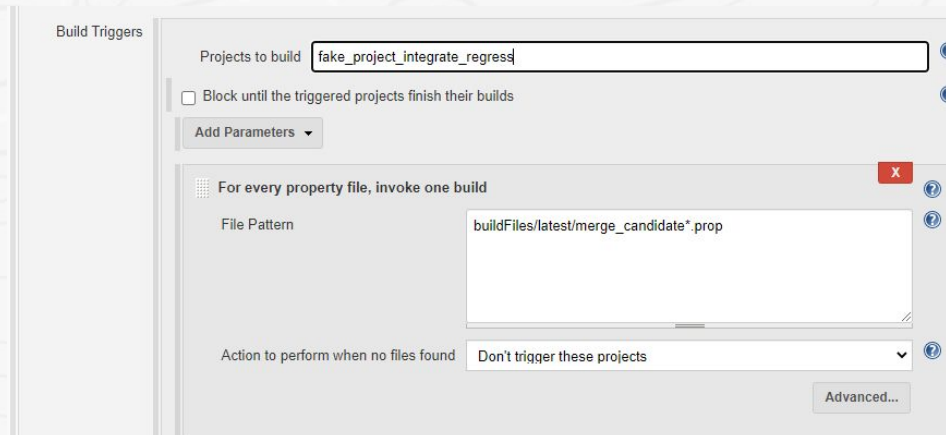 Build Triggers
Projects to build fake_project_integrate_regress
Block until the triggered projects finish their builds
Add Parameters
X
For every property file, invoke one build
File Pattern buildFiles/latest/merge_candidate*.prop
Action to perform when no files found Don't trigger these projects
Advanced...